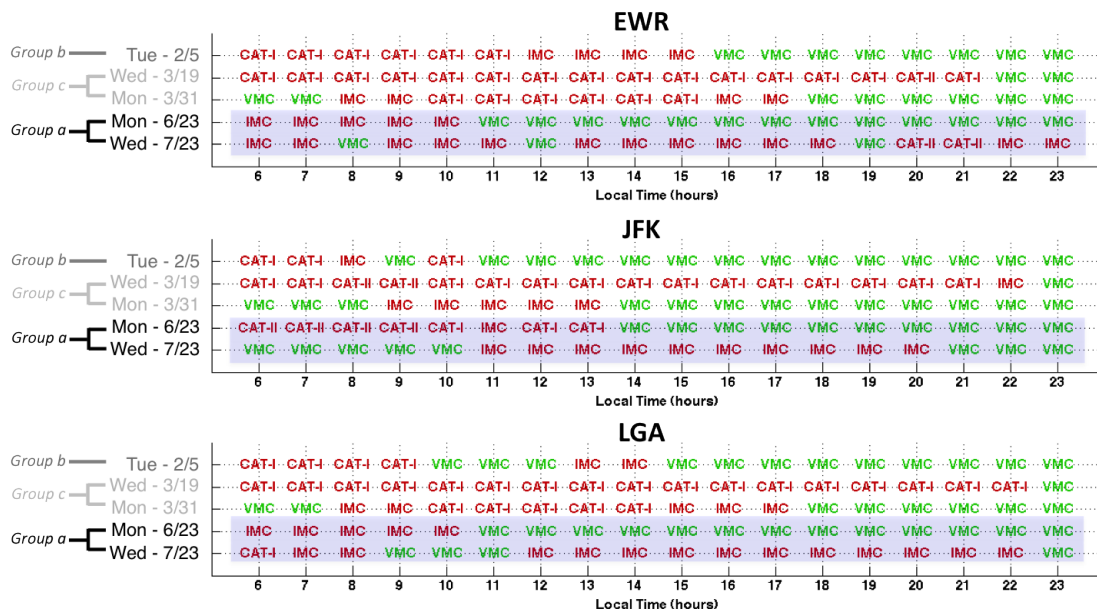 EWR
Group b Tue - 2/5 CAT-I CAT-I CAT-I CAT-I CAT-I CAT-I IMC IMC IMC IMC VMC VMC VMC VMC VMC VMC VMC VMC
Group c
Wed - 3/19 CAT-I CAT-I CAT-I CAT-I CAT-I CAT-I CAT-I CAT-I CAT-I CAT-I CAT-I CAT-I CAT-I CAT-I CAT-II CAT-I VMC VMC
Mon - 3/31 VMC VMC IMC IMC CAT-I CAT-I CAT-I CAT-I CAT-I CAT-I IMC IMC VMC VMC VMC VMC VMC VMC
Group a
Mon - 6/23 IMC IMC IMC IMC IMC VMC VMC VMC VMC VMC VMC VMC VMC VMC VMC VMC VMC VMC
Wed - 7/23 IMC IMC VMC IMC IMC IMC VMC IMC IMC IMC IMC IMC IMC VMC CAT-II CAT-II IMC IMC
6 7 8 9 10 11 12 13 14 15 16 17 18 19 20 21 22 23
Local Time (hours)
JFK
Group b Tue - 2/5 CAT-I CAT-I IMC VMC CAT-I VMC VMC VMC VMC VMC VMC VMC VMC VMC VMC VMC VMC VMC
Group c
Wed - 3/19 CAT-I CAT-I CAT-II CAT-II CAT-I CAT-I CAT-I CAT-I CAT-I CAT-I CAT-I CAT-I CAT-I CAT-I CAT-I CAT-I IMC VMC
Mon - 3/31 VMC VMC VMC IMC IMC IMC IMC IMC VMC VMC VMC VMC VMC VMC VMC VMC VMC VMC
Group a
Mon - 6/23 CAT-II CAT-II CAT-II CAT-II CAT-I IMC CAT-I CAT-I VMC VMC VMC VMC VMC VMC VMC VMC VMC VMC
Wed - 7/23 VMC VMC VMC VMC VMC IMC IMC IMC IMC IMC IMC IMC IMC IMC IMC VMC VMC VMC
6 7 8 9 10 11 12 13 14 15 16 17 18 19 20 21 22 23
Local Time (hours)
LGA
Group b Tue - 2/5 CAT-I CAT-I CAT-I CAT-I VMC VMC VMC IMC IMC VMC VMC VMC VMC VMC VMC VMC VMC VMC
Group c
Wed - 3/19 CAT-I CAT-I CAT-I CAT-I CAT-I CAT-I CAT-I CAT-I CAT-I CAT-I CAT-I CAT-I CAT-I CAT-I CAT-I CAT-I CAT-I VMC
Mon - 3/31 VMC VMC IMC IMC CAT-I CAT-I CAT-I CAT-I CAT-I IMC IMC IMC VMC VMC VMC VMC VMC VMC
Group a
Mon - 6/23 IMC IMC IMC IMC IMC VMC VMC VMC VMC VMC VMC VMC VMC VMC VMC VMC VMC VMC
Wed - 7/23 CAT-I IMC IMC VMC VMC VMC IMC IMC IMC IMC IMC IMC IMC IMC IMC IMC IMC VMC
6 7 8 9 10 11 12 13 14 15 16 17 18 19 20 21 22 23
Local Time (hours)